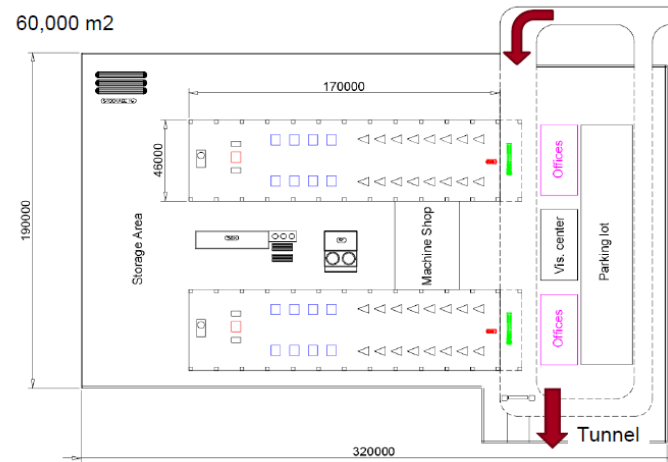 60,000 m2
170000
46000
190000
Storage Area
Machine Shop
Offices
Vis. center
Offices
Parking lot
Tunnel
320000